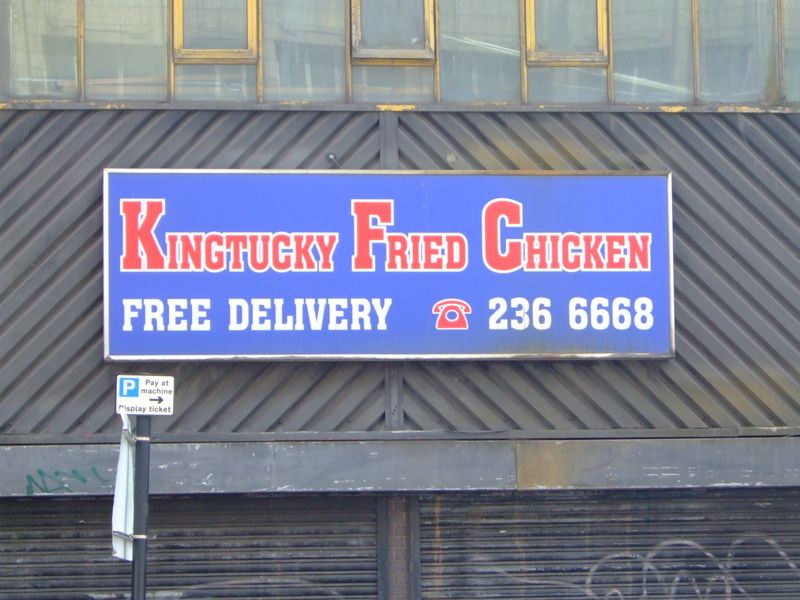 KINGTUCKY FRIED CHICKEN
FREE DELIVERY 236 6668
P Pay at
machine
Display ticket